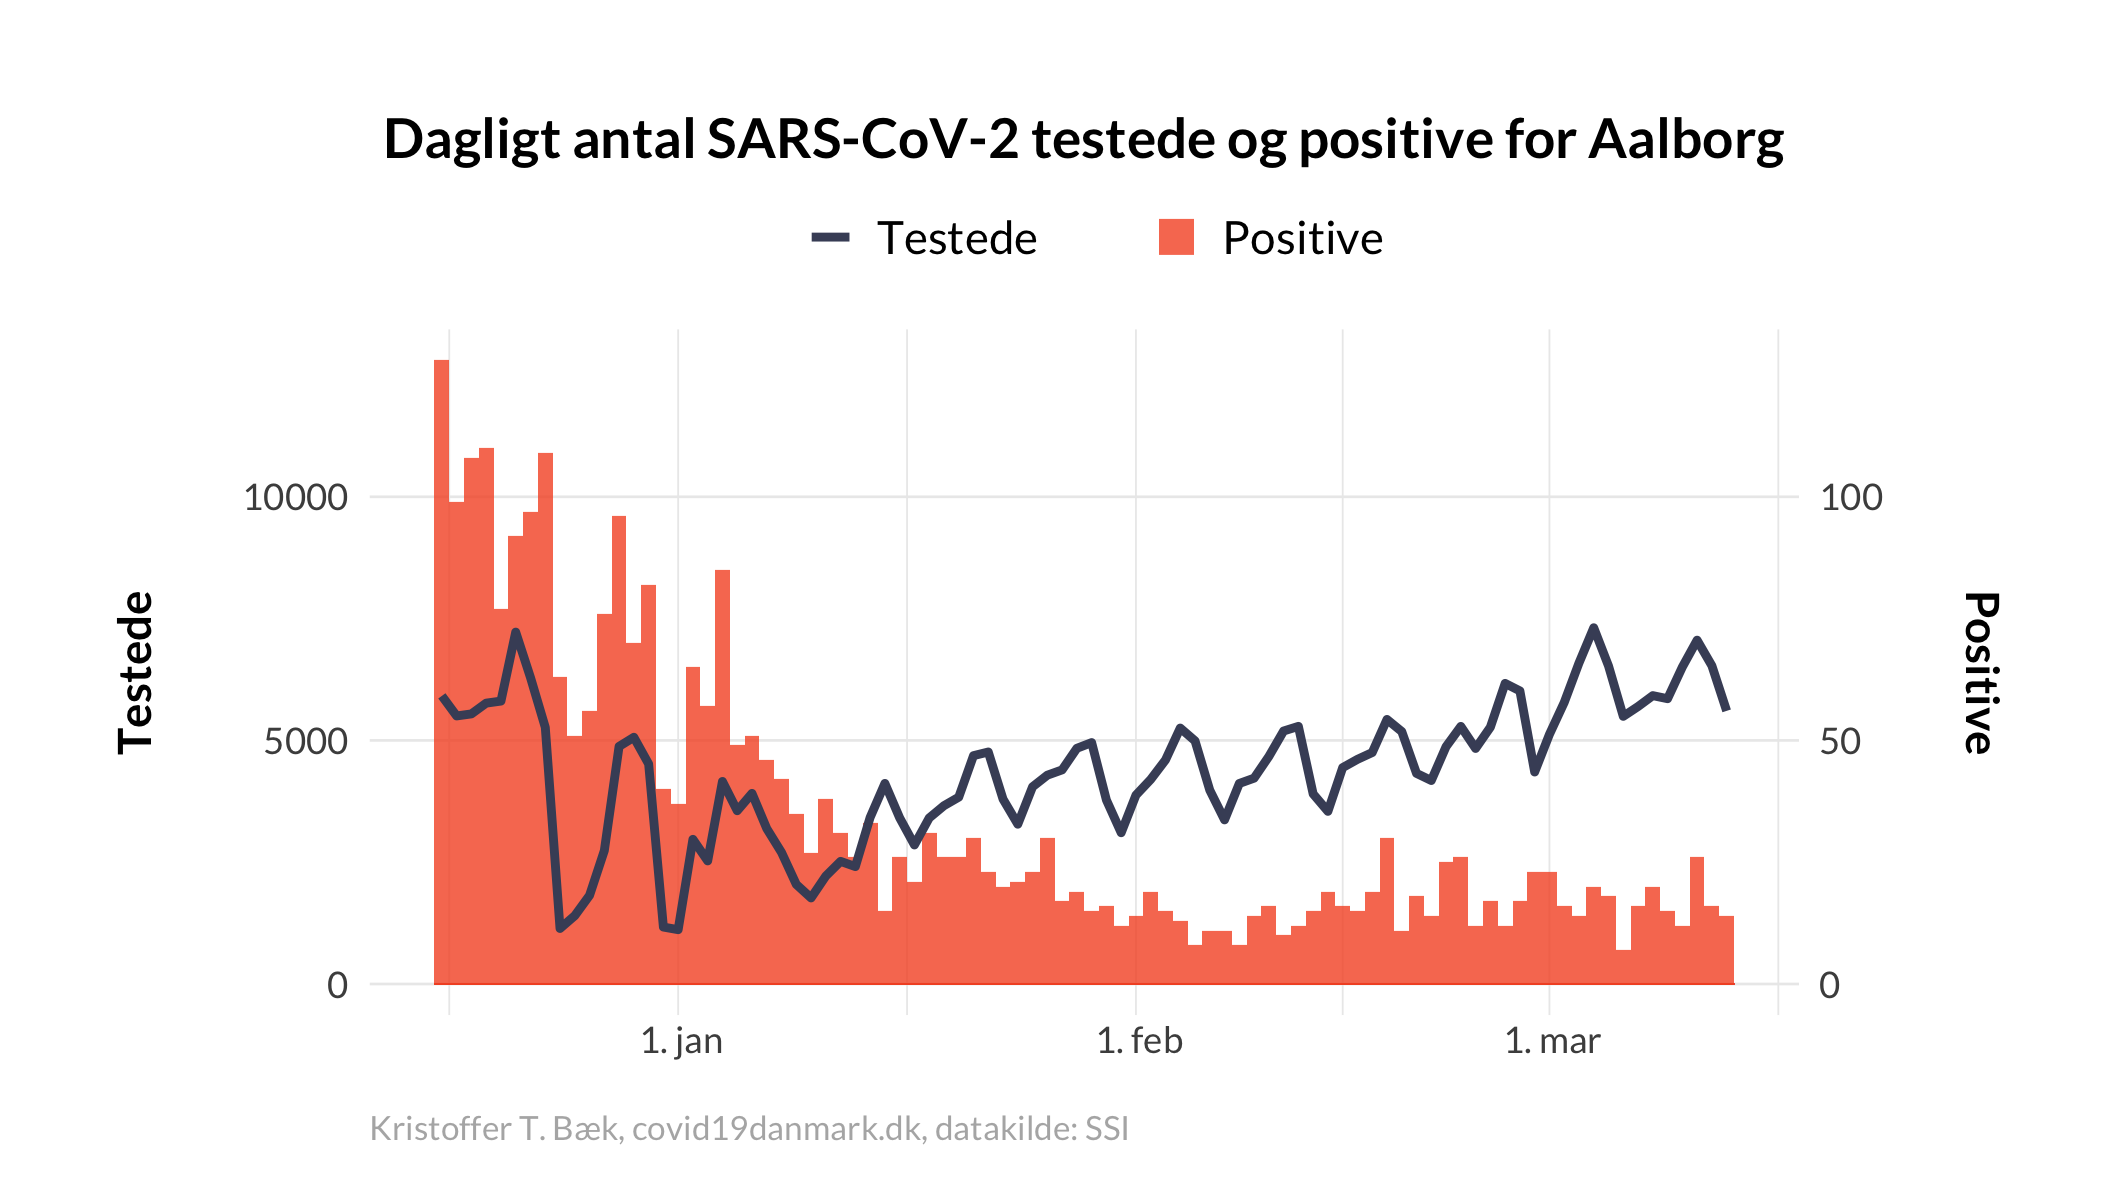 Dagligt antal SARS-CoV-2 testede og positive for Aalborg
Testede
Positive
10000
5000
0
100
50
0
Testede
Positive
1. jan
1. feb
1. mar
Kristoffer T. Bæk, covid19danmark.dk, datakilde: SSI